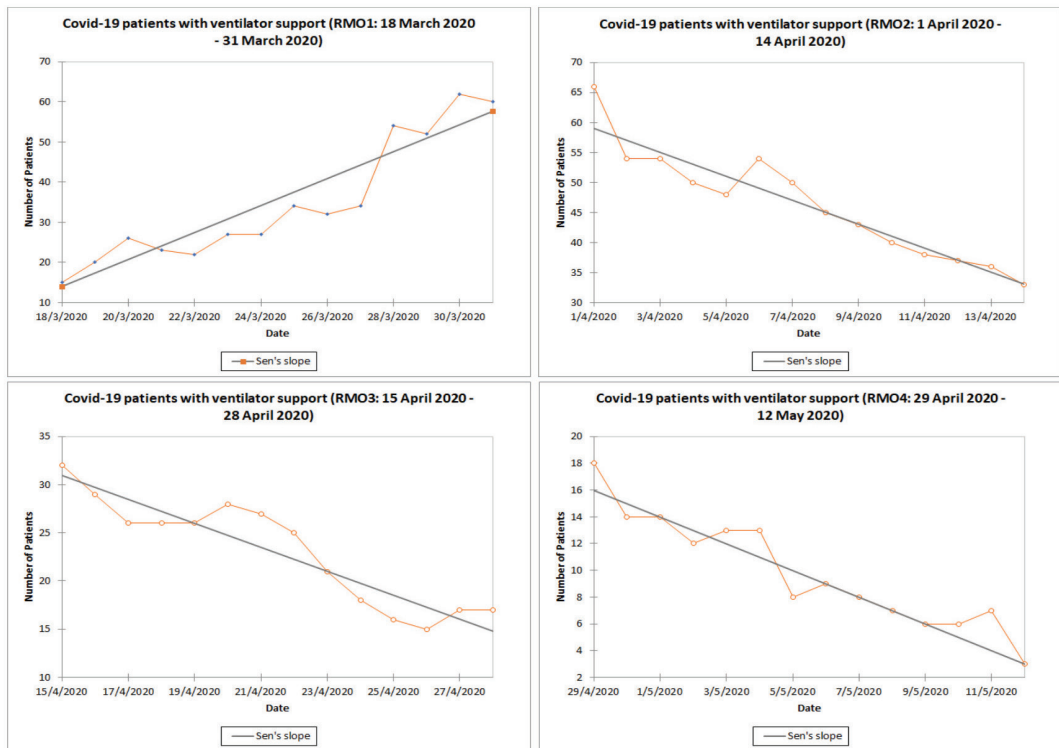 Covid-19 patients with ventilator support (RMO1: 18 March 2020
- 31 March 2020)
70
60
50
40
30
20
10
Number of Patients
18/3/2020 20/3/2020 22/3/2020 24/3/2020 26/3/2020 28/3/2020 30/3/2020
Date
Sen's slope
Covid-19 patients with ventilator support (RMO2: 1 April 2020 -
14 April 2020)
70
65
60
55
50
45
40
35
30
Number of Patients
1/4/2020 3/4/2020 5/4/2020 7/4/2020 9/4/2020 11/4/2020 13/4/2020
Date
Sen's slope
Covid-19 patients with ventilator support (RMO3: 15 April 2020 -
28 April 2020)
35
30
25
20
15
10
Number of Patients
15/4/2020 17/4/2020 19/4/2020 21/4/2020 23/4/2020 25/4/2020 27/4/2020
Date
Sen's slope
Covid-19 patients with ventilator support (RMO4: 29 April 2020 -
12 May 2020)
20
18
16
14
12
10
8
6
4
2
Number of Patients
29/4/2020 1/5/2020 3/5/2020 5/5/2020 7/5/2020 9/5/2020 11/5/2020
Date
Sen's slope